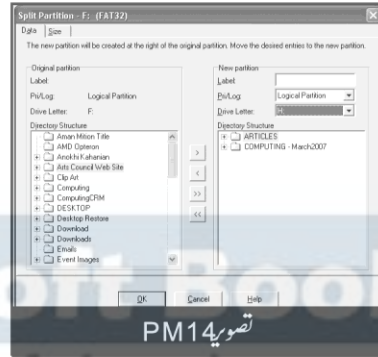 Split Partition - F: (FAT32)
Data Size
The new partition will be created at the right of the original partition. Move the desired entries to the new partition.
Original partition
Label:
Pri/Log: Logical Partition
Drive Letter: F:
Directory Structure
Aman Mition Title
AMD Opteron
Anokhi Kahanian
Arts Council Web Site
Clip Art
Computing
ComputingCRM
DESKTOP
Desktop Restore
Download
Downloads
Emails
Event Images
>
<
>>
<<
New partition
Label:
Pri/Log: Logical Partition
Drive Letter: H:
Directory Structure
ARTICLES
COMPUTING - March2007
OK Cancel Help
oft Boo
تصویر PM14